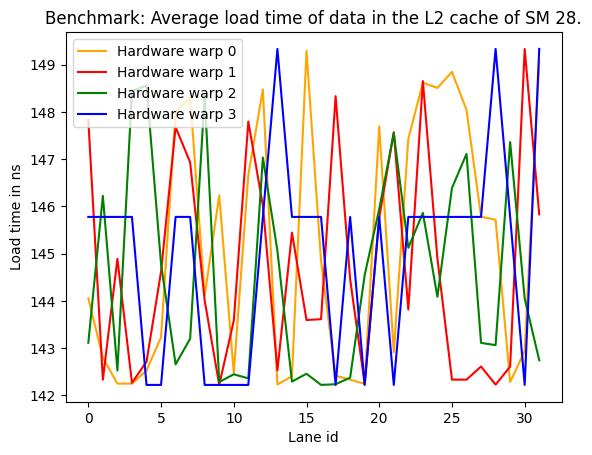 Benchmark: Average load time of data in the L2 cache of SM 28.
Hardware warp 0
Hardware warp 1
Hardware warp 2
Hardware warp 3
Load time in ns
149
148
147
146
145
144
143
142
0 5 10 15 20 25 30
Lane id